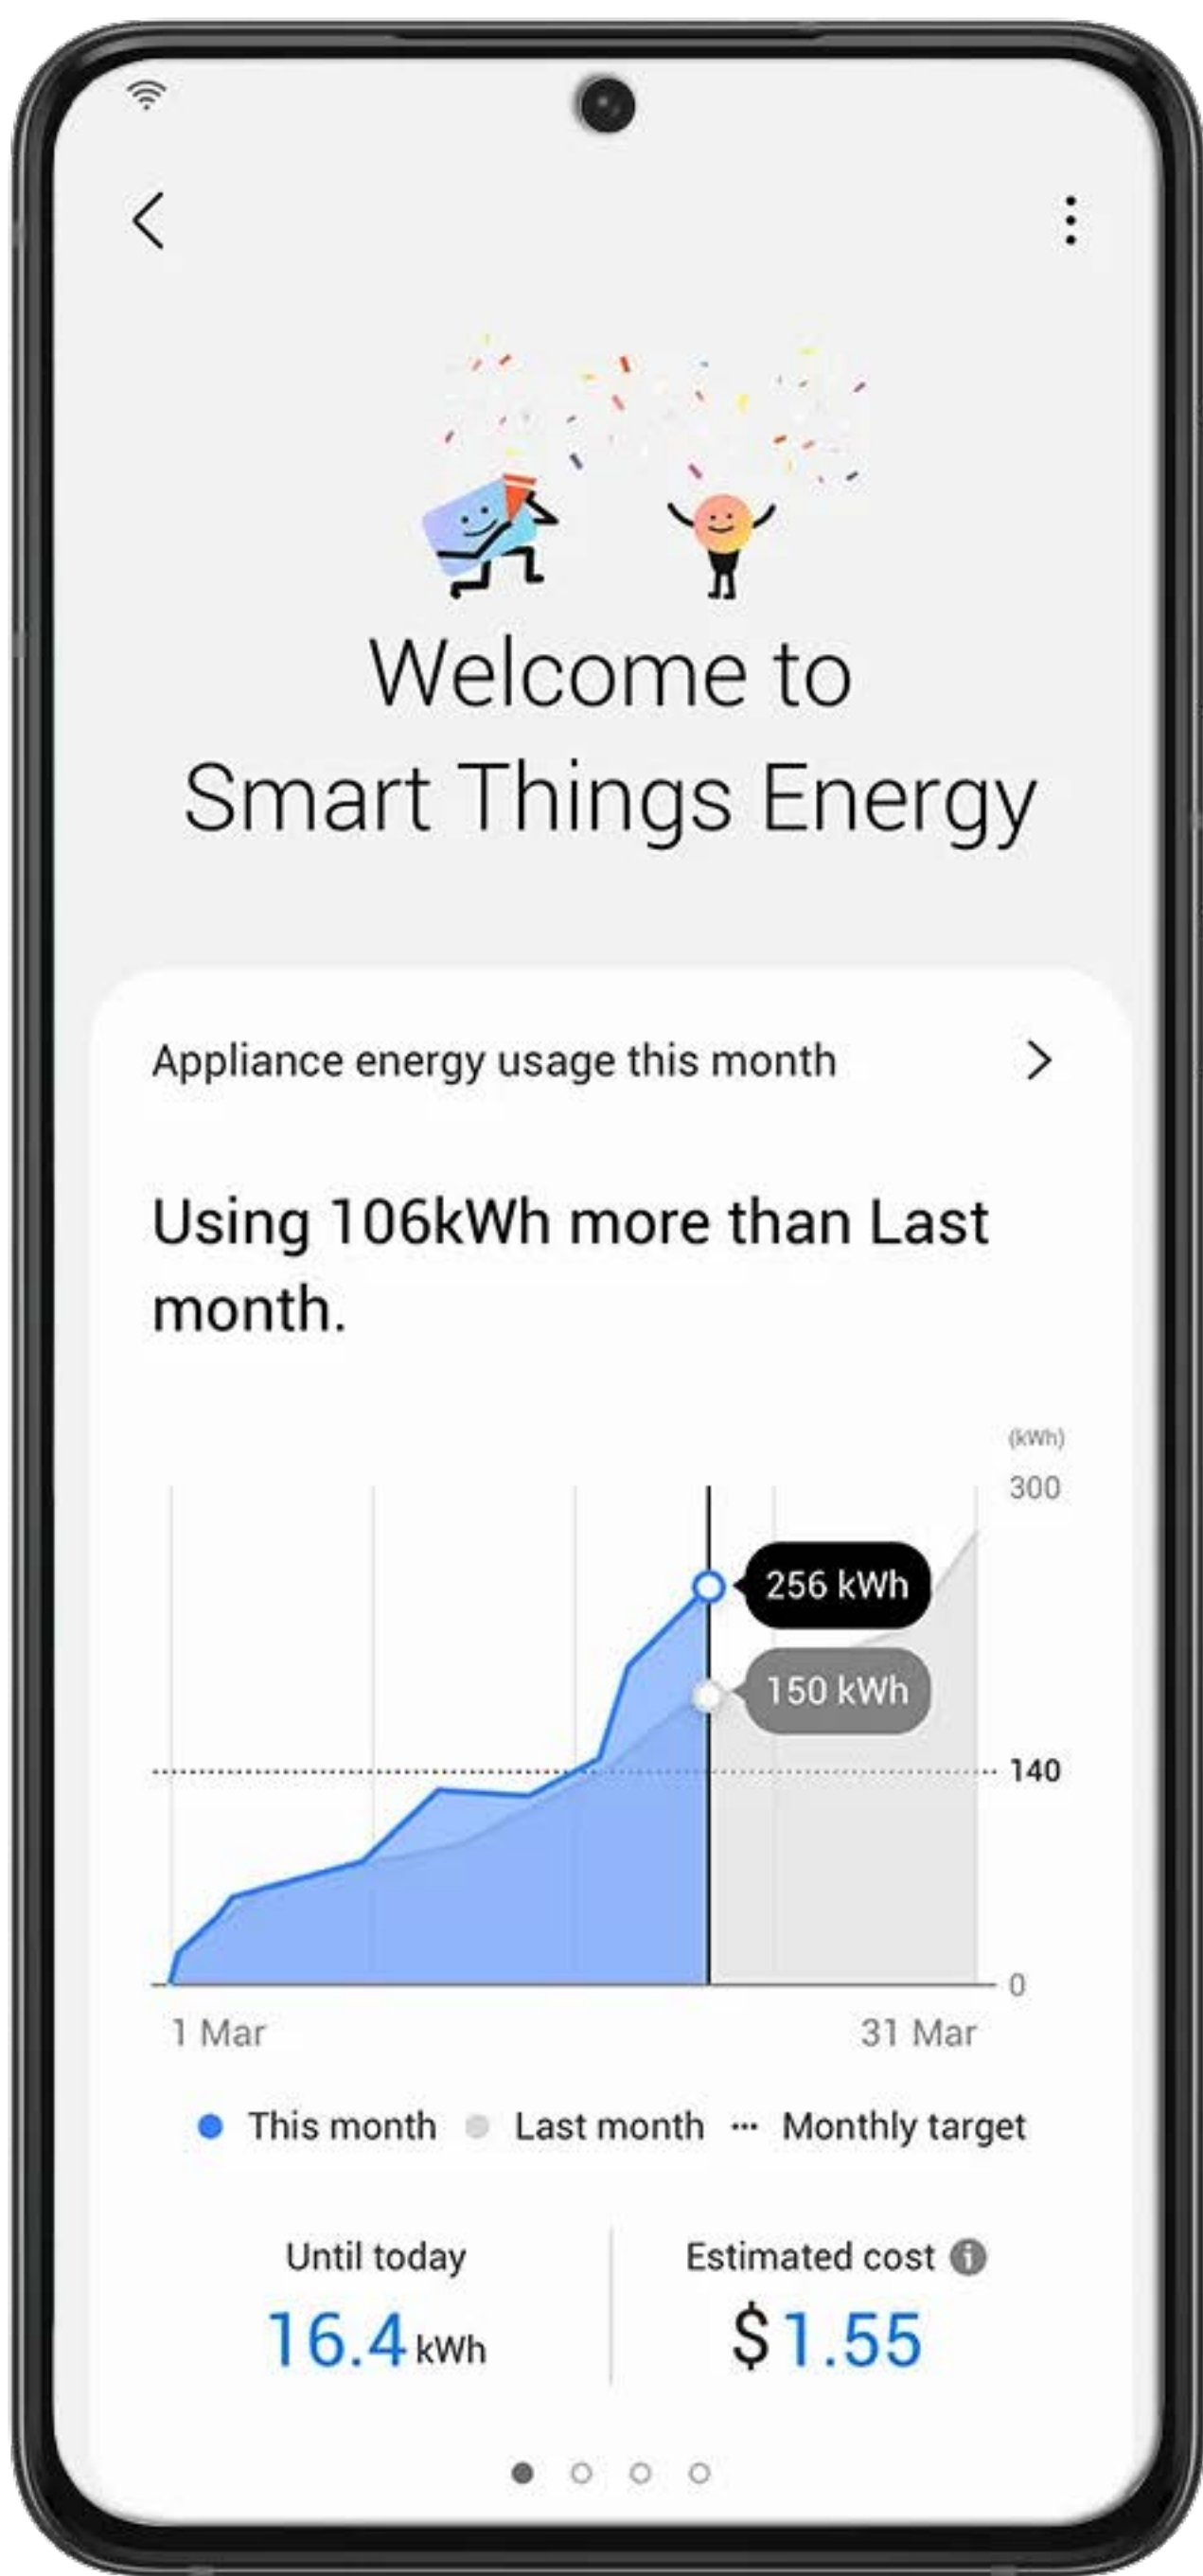 Welcome to
Smart Things Energy
Appliance energy usage this month
Using 106kWh more than Last
month.
(kWh)
300
256 kWh
150 kWh
140
0
1 Mar
31 Mar
This month
Last month
Monthly target
Until today
Estimated cost
16.4 kWh
$1.55